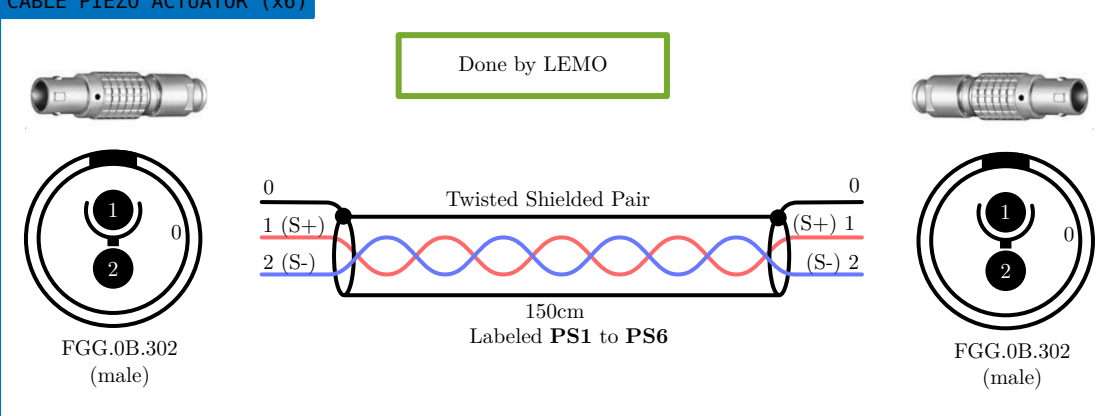 CABLE PIEZO ACTUATOR (x6)
Done by LEMO
1
2
0
FGG.0B.302
(male)
0
1 (S+)
2 (S-)
Twisted Shielded Pair
150cm
Labeled PS1 to PS6
0
(S+) 1
(S-) 2
1
2
0
FGG.0B.302
(male)